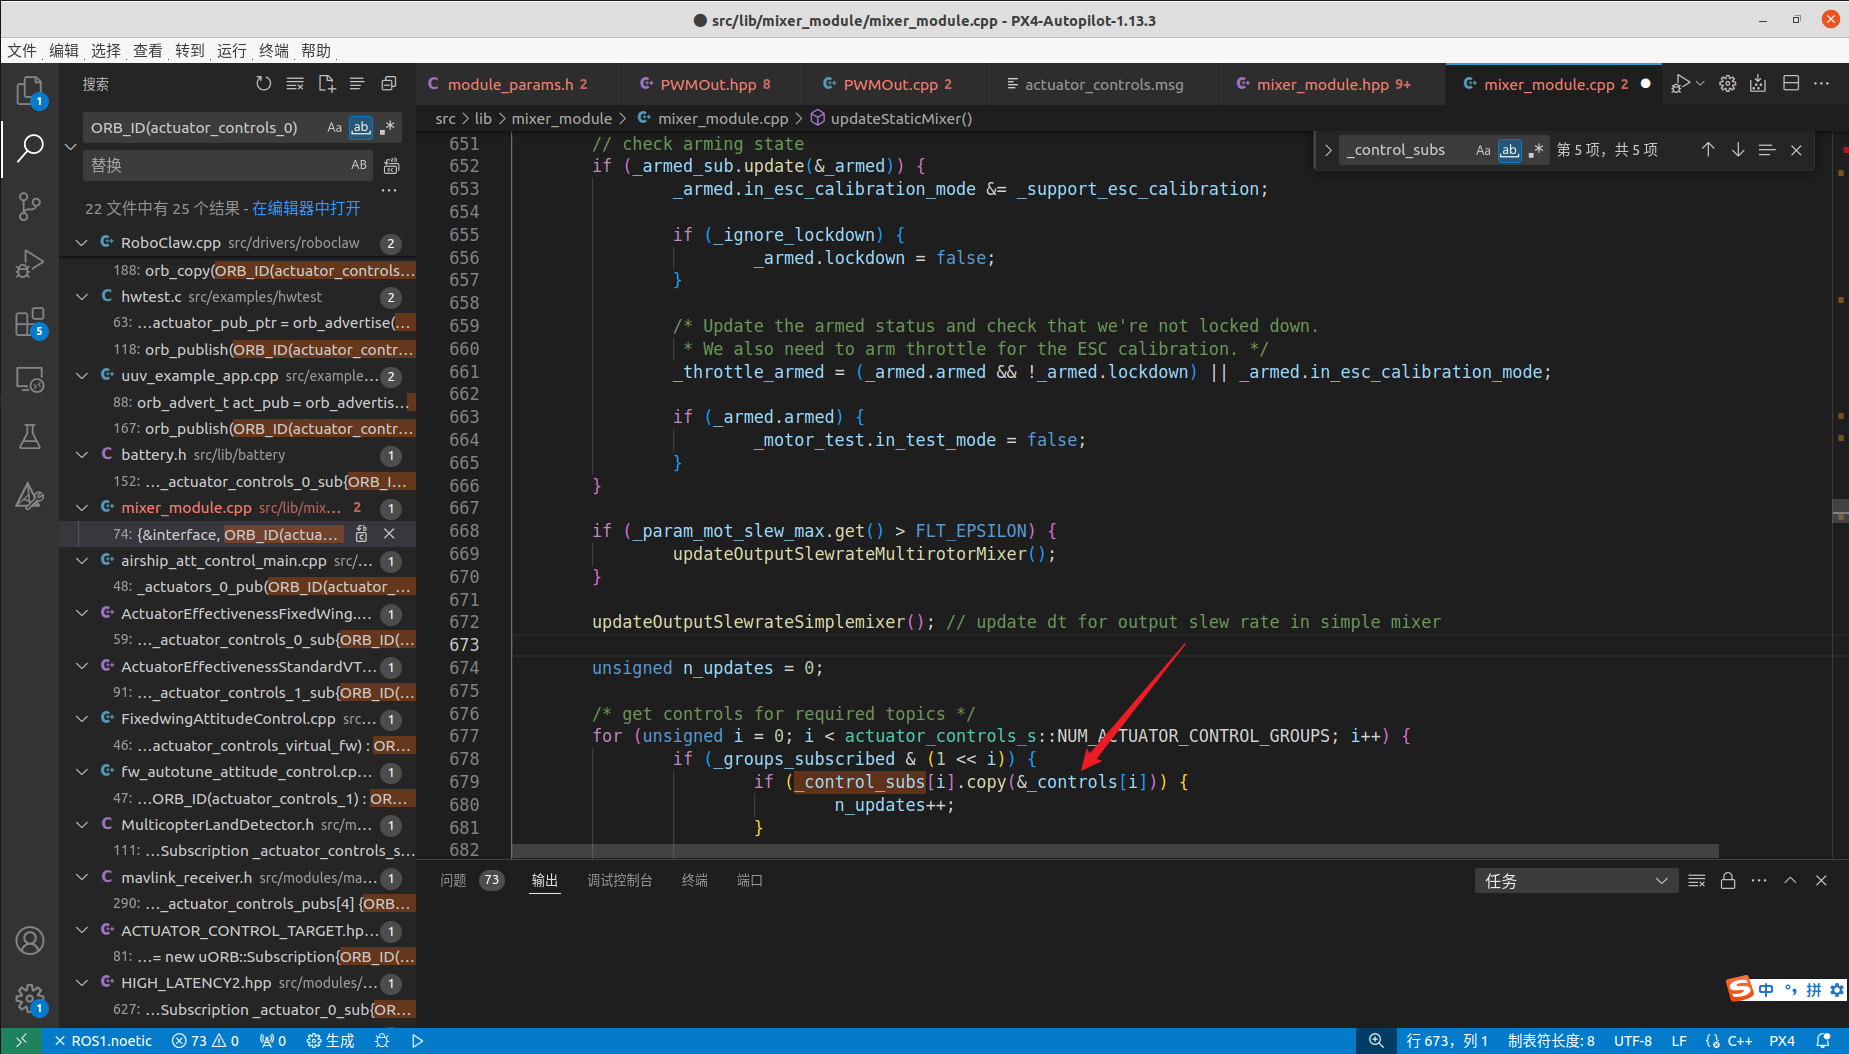 src/lib/mixer_module/mixer_module.cpp - PX4-Autopilot-1.13.3
文件 编辑 选择 查看 转到 运行 终端 帮助
搜索
module_params.h 2
PWMOut.hpp 8
PWMOut.cpp 2
actuator_controls.msg
mixer_module.hpp 9+
mixer_module.cpp 2
ORB_ID(actuator_controls_0)
替换
22 文件中有 25 个结果 - 在编辑器中打开
RoboClaw.cpp src/drivers/roboclaw 2
188: orb_copy(ORB_ID(actuator_controls...
hwtest.c src/examples/hwtest 2
63: ...actuator_pub_ptr = orb_advertise(...
118: orb_publish(ORB_ID(actuator_contr...
uuv_example_app.cpp src/example... 2
88: orb_advert_t act_pub = orb_advertis...
167: orb_publish(ORB_ID(actuator_contr...
battery.h src/lib/battery 1
152: ..._actuator_controls_0_sub{ORB_I...
mixer_module.cpp src/lib/mix... 2 1
74: {&interface, ORB_ID(actua...
airship_att_control_main.cpp src/... 1
48: _actuators_0_pub(ORB_ID(actuator_...
ActuatorEffectivenessFixedWing.... 1
59: ..._actuator_controls_0_sub{ORB_ID(...
ActuatorEffectivenessStandardVT... 1
91: ..._actuator_controls_1_sub{ORB_ID(...
FixedwingAttitudeControl.cpp src... 1
46: ...actuator_controls_virtual_fw) : OR...
fw_autotune_attitude_control.cp... 1
47: ...ORB_ID(actuator_controls_1) : OR...
MulticopterLandDetector.h src/m... 1
111: ...Subscription _actuator_controls_s...
mavlink_receiver.h src/modules/ma... 1
290: ..._actuator_controls_pubs[4] {ORB...
ACTUATOR_CONTROL_TARGET.hp... 1
81: ...= new uORB::Subscription{ORB_ID(...
HIGH_LATENCY2.hpp src/modules/... 1
627: ...Subscription _actuator_0_sub{OR...
src > lib > mixer_module > mixer_module.cpp > updateStaticMixer()
_control_subs Aa ab 第 5 项，共 5 项
651 // check arming state
652 if (_armed_sub.update(&_armed)) {
653 _armed.in_esc_calibration_mode &= _support_esc_calibration;
654
655 if (_ignore_lockdown) {
656 _armed.lockdown = false;
657 }
658
659 /* Update the armed status and check that we're not locked down.
660 * We also need to arm throttle for the ESC calibration. */
661 _throttle_armed = (_armed.armed && !_armed.lockdown) || _armed.in_esc_calibration_mode;
662
663 if (_armed.armed) {
664 _motor_test.in_test_mode = false;
665 }
666 }
667
668 if (_param_mot_slew_max.get() > FLT_EPSILON) {
669 updateOutputSlewrateMultirotorMixer();
670 }
671
672 updateOutputSlewrateSimplemixer(); // update dt for output slew rate in simple mixer
673
674 unsigned n_updates = 0;
675
676 /* get controls for required topics */
677 for (unsigned i = 0; i < actuator_controls_s::NUM_ACTUATOR_CONTROL_GROUPS; i++) {
678 if (_groups_subscribed & (1 << i)) {
679 if (_control_subs[i].copy(&_controls[i])) {
680 n_updates++;
681 }
682
问题 73 输出 调试控制台 终端 端口
任务
中 °, 拼
ROS1.noetic 73 0 0 生成
行 673，列 1 制表符长度: 8 UTF-8 LF C++ PX4